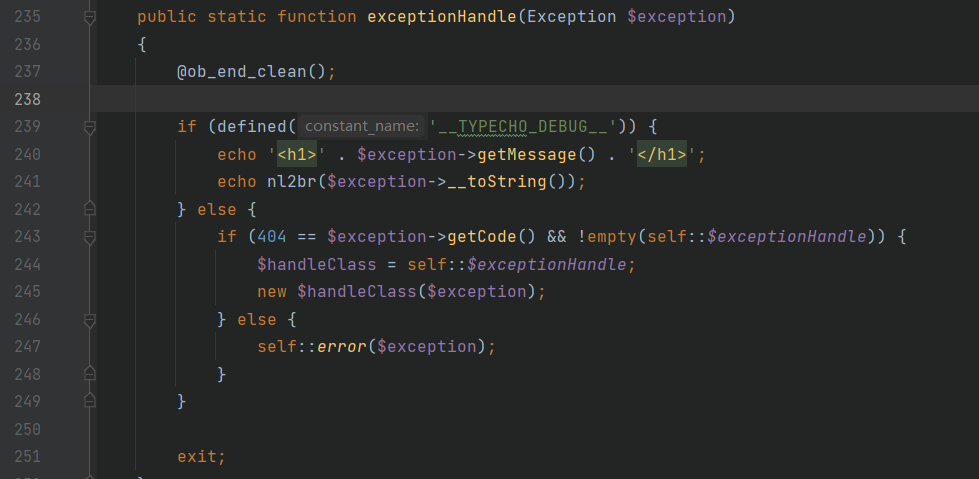 235 public static function exceptionHandle(Exception $exception)
236 {
237 @ob_end_clean();
238
239 if (defined( constant_name: '__TYPECHO_DEBUG__')) {
240 echo '<h1>' . $exception->getMessage() . '</h1>';
241 echo nl2br($exception->__toString());
242 } else {
243 if (404 == $exception->getCode() && !empty(self::$exceptionHandle)) {
244 $handleClass = self::$exceptionHandle;
245 new $handleClass($exception);
246 } else {
247 self::error($exception);
248 }
249 }
250
251 exit;